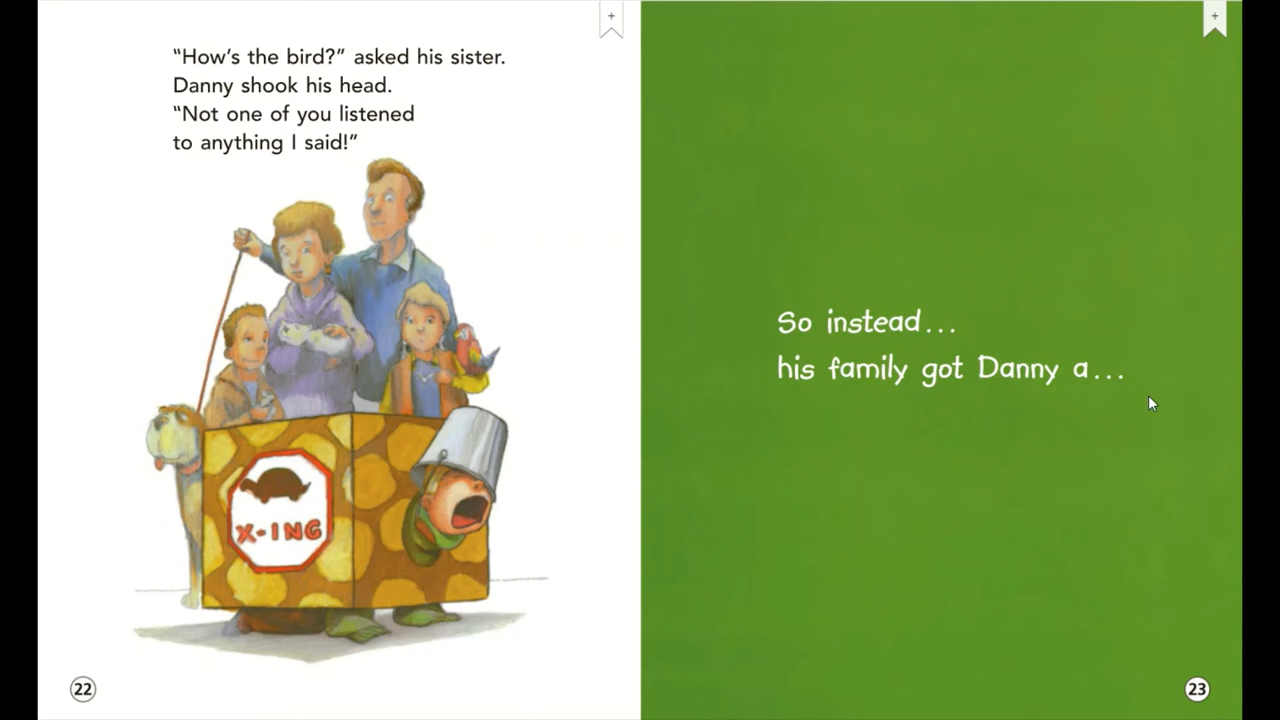 “How’s the bird?” asked his sister.
Danny shook his head.
“Not one of you listened
to anything I said!”
X-ING
22
So instead...
his family got Danny a...
23